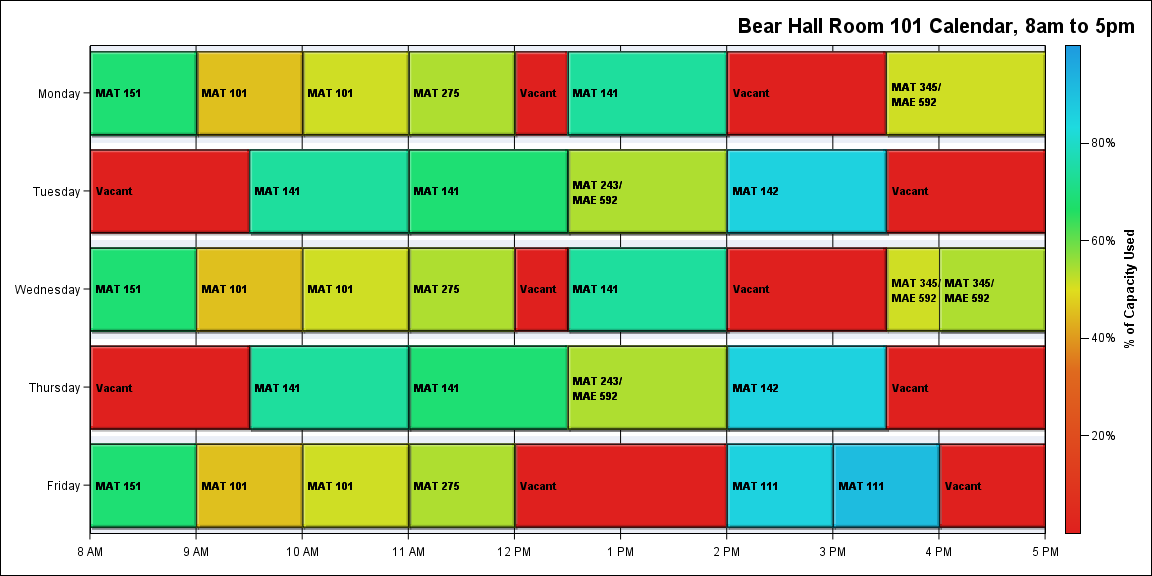 Bear Hall Room 101 Calendar, 8am to 5pm
Monday
MAT 151
MAT 101
MAT 101
MAT 275
Vacant
MAT 141
Vacant
MAT 345/
MAE 592
Tuesday
Vacant
MAT 141
MAT 141
MAT 243/
MAE 592
MAT 142
Vacant
Wednesday
MAT 151
MAT 101
MAT 101
MAT 275
Vacant
MAT 141
Vacant
MAT 345/
MAE 592
MAT 345/
MAE 592
Thursday
Vacant
MAT 141
MAT 141
MAT 243/
MAE 592
MAT 142
Vacant
Friday
MAT 151
MAT 101
MAT 101
MAT 275
Vacant
MAT 111
MAT 111
Vacant
8 AM
9 AM
10 AM
11 AM
12 PM
1 PM
2 PM
3 PM
4 PM
5 PM
80%
60%
40%
20%
% of Capacity Used